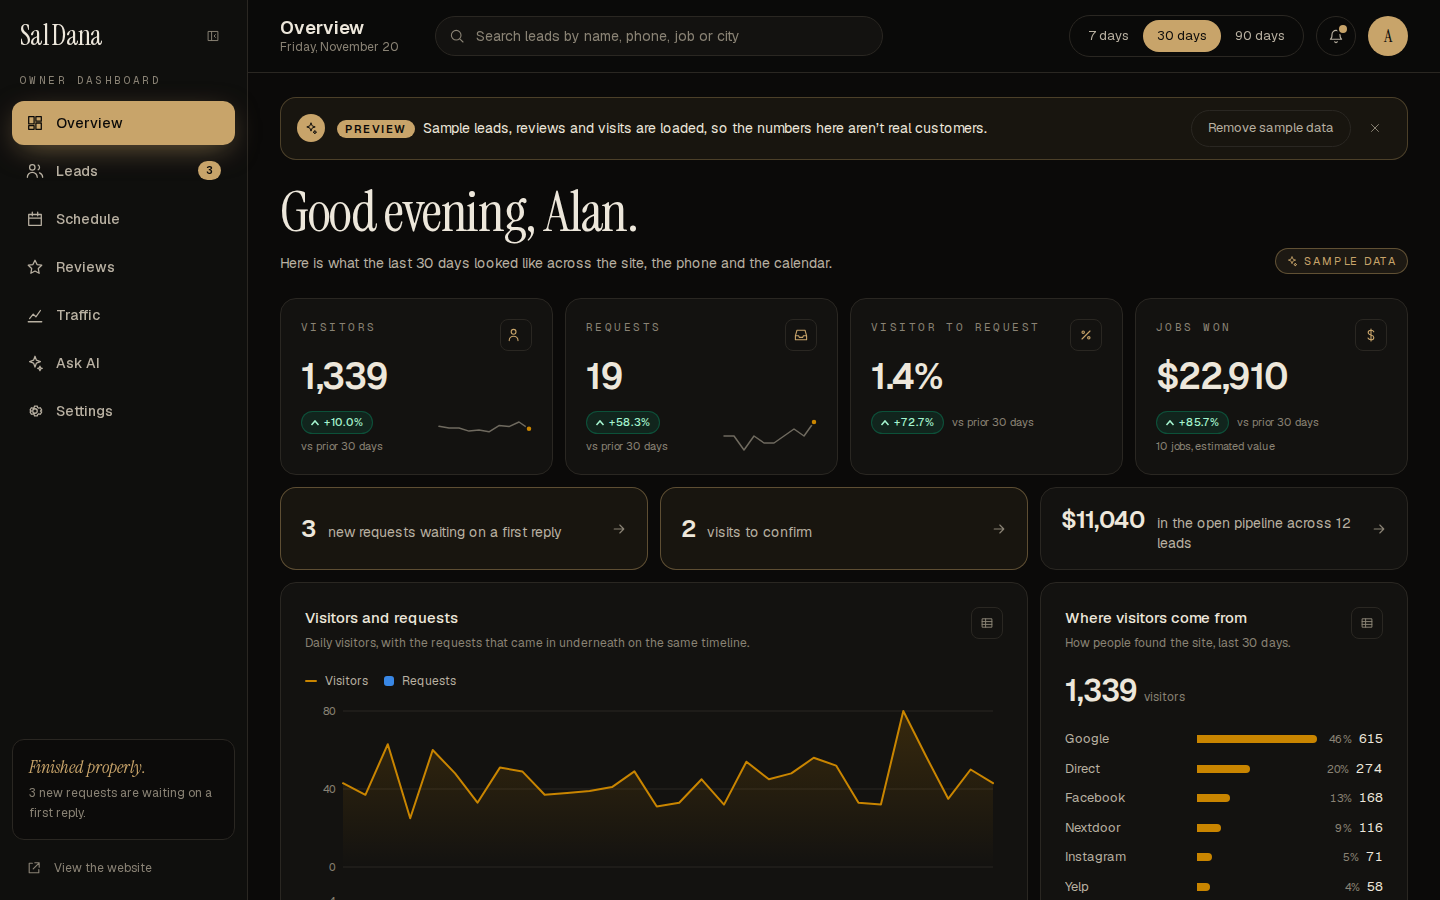 SalDana
OWNER DASHBOARD
Overview
Leads
3
Schedule
Reviews
Traffic
Ask AI
Settings
Finished properly.
3 new requests are waiting on a
first reply.
View the website
Overview
Friday, November 20
Search leads by name, phone, job or city
7 days
30 days
90 days
A
PREVIEW
Sample leads, reviews and visits are loaded, so the numbers here aren't real customers.
Remove sample data
Good evening, Alan.
Here is what the last 30 days looked like across the site, the phone and the calendar.
SAMPLE DATA
VISITORS
1,339
+10.0%
vs prior 30 days
REQUESTS
19
+58.3%
vs prior 30 days
VISITOR TO REQUEST
%
1.4%
+72.7%
vs prior 30 days
JOBS WON
$
$22,910
+85.7%
vs prior 30 days
10 jobs, estimated value
3 new requests waiting on a first reply
2 visits to confirm
$11,040 in the open pipeline across 12
leads
Visitors and requests
Daily visitors, with the requests that came in underneath on the same timeline.
Visitors
Requests
80
40
0
Where visitors come from
How people found the site, last 30 days.
1,339 visitors
Google 46% 615
Direct 20% 274
Facebook 13% 168
Nextdoor 9% 116
Instagram 5% 71
Yelp 4% 58